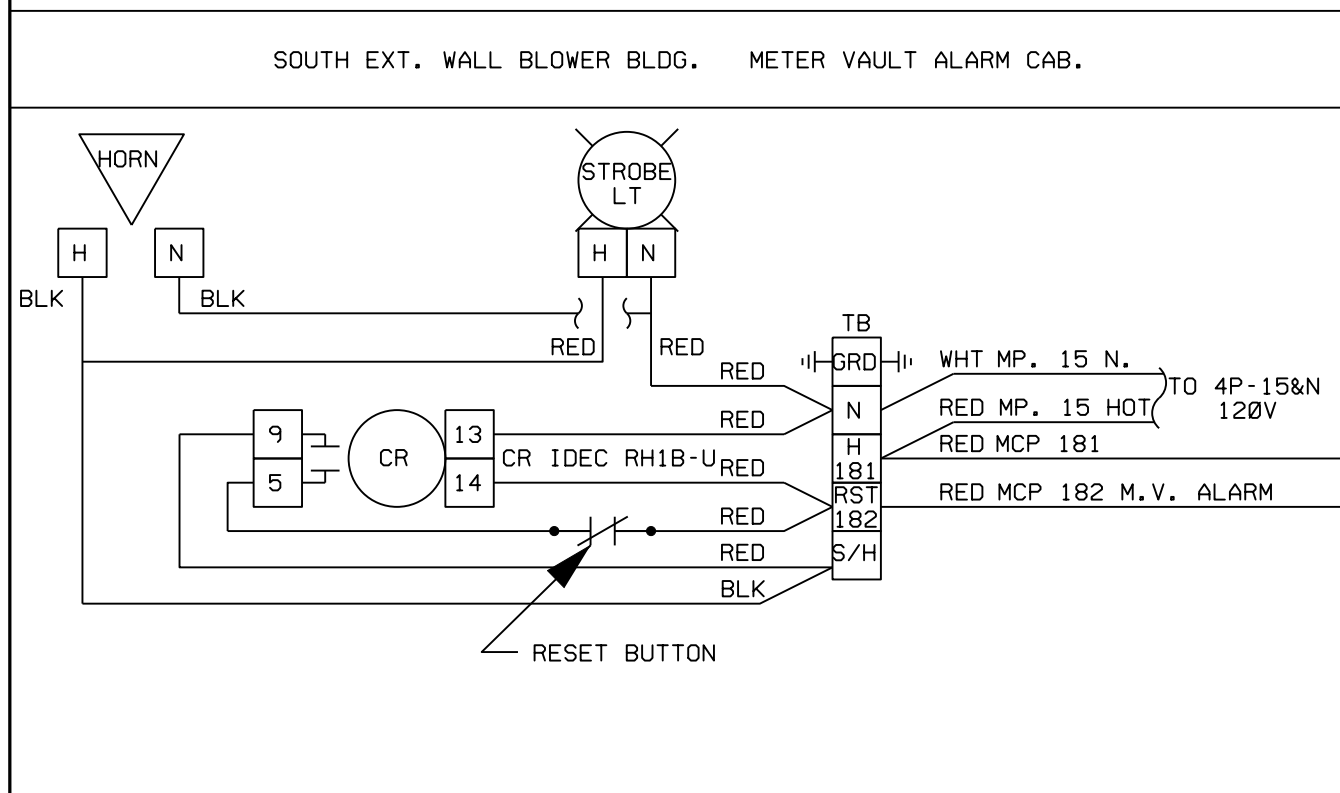 SOUTH EXT. WALL BLOWER BLDG. METER VAULT ALARM CAB.
HORN
STROBE
LT
H
N
H
N
BLK
BLK
RED
RED
TB
GRD
WHT MP. 15 N.
TO 4P-15&N
120V
RED
N
RED MP. 15 HOT
RED
H
181
RED MCP 181
9
5
CR
13
14
CR IDEC RH1B-U
RED
RST
182
RED MCP 182 M.V. ALARM
RED
RED
S/H
BLK
RESET BUTTON